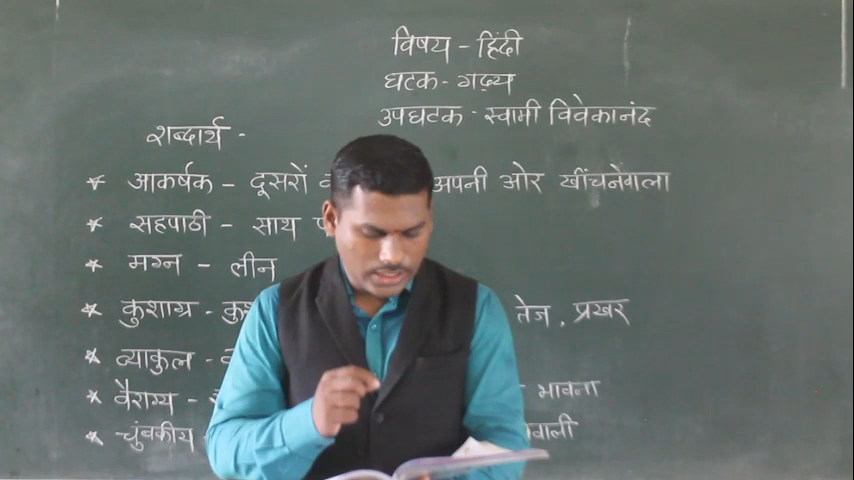 विषय - हिंदी
घटक - गद्य
उपघटक - स्वामी विवेकानंद
शब्दार्थ -
* आकर्षक - दूसरों अपनी ओर खींचनेवाला
* सहपाठी - साथ
* मग्न - लीन
* कुशाग्र - तेज, प्रखर
* व्याकुल -
* वैराग्य - भावना
* चुंबकीय